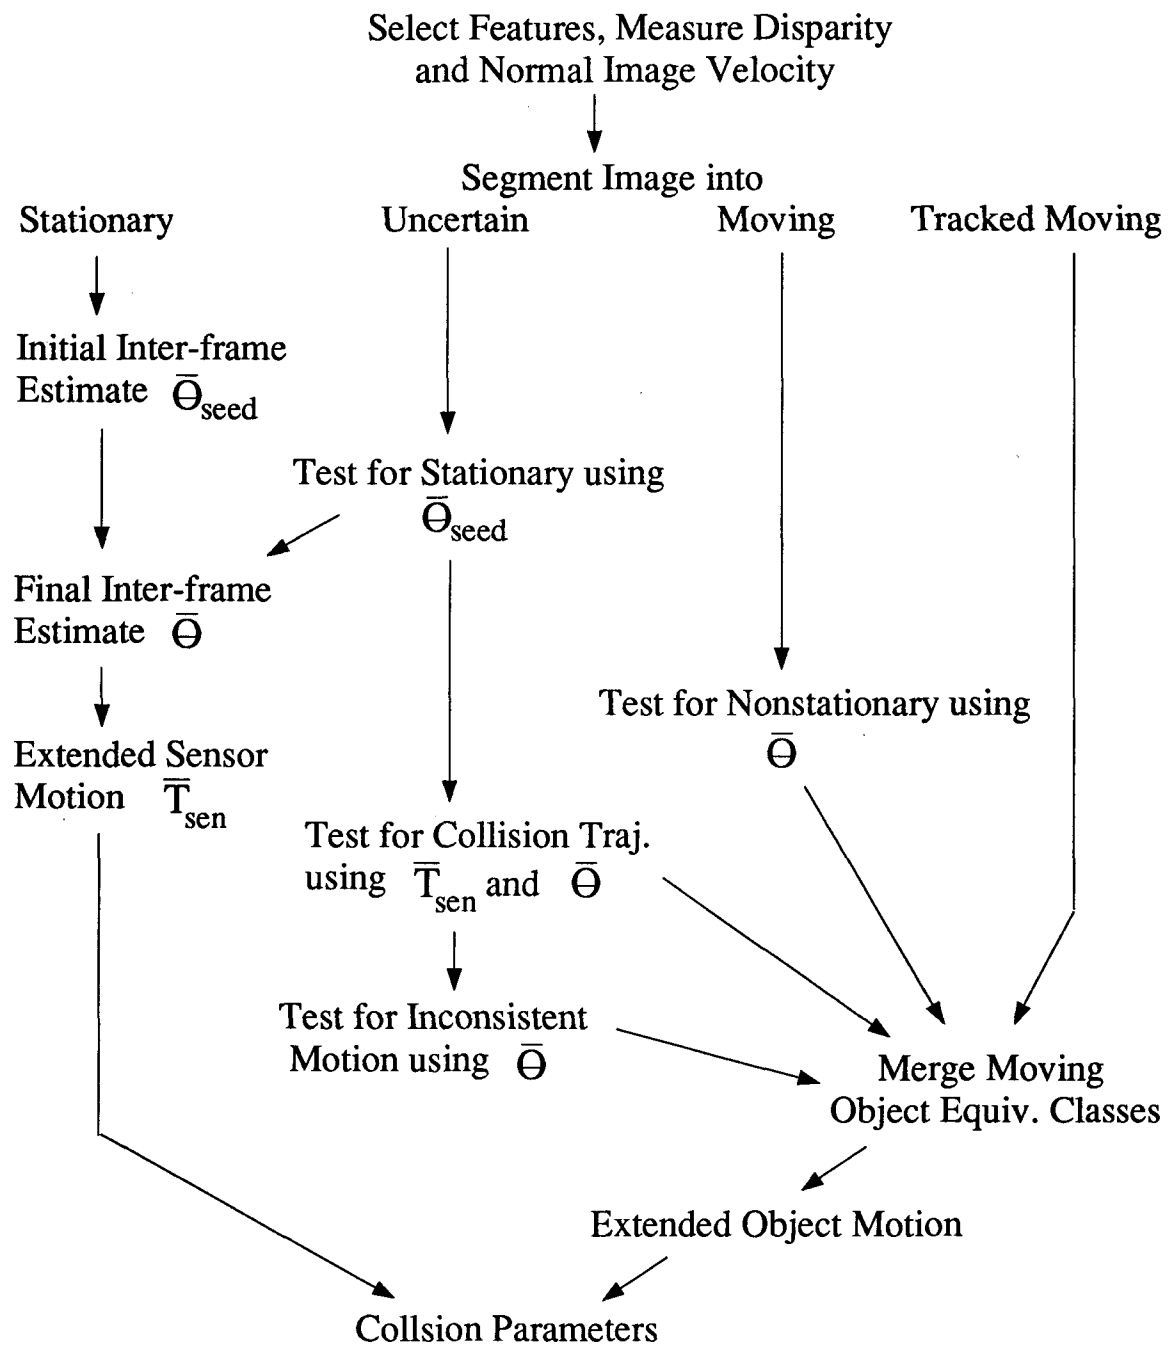 Select Features, Measure Disparity
and Normal Image Velocity
Segment Image into
Stationary
Uncertain
Moving
Tracked Moving
Initial Inter-frame
Estimate Θ̅seed
Test for Stationary using
Θ̅seed
Final Inter-frame
Estimate Θ̅
Test for Nonstationary using
Θ̅
Extended Sensor
Motion T̅sen
Test for Collision Traj.
using T̅sen and Θ̅
Test for Inconsistent
Motion using Θ̅
Merge Moving
Object Equiv. Classes
Extended Object Motion
Collsion Parameters